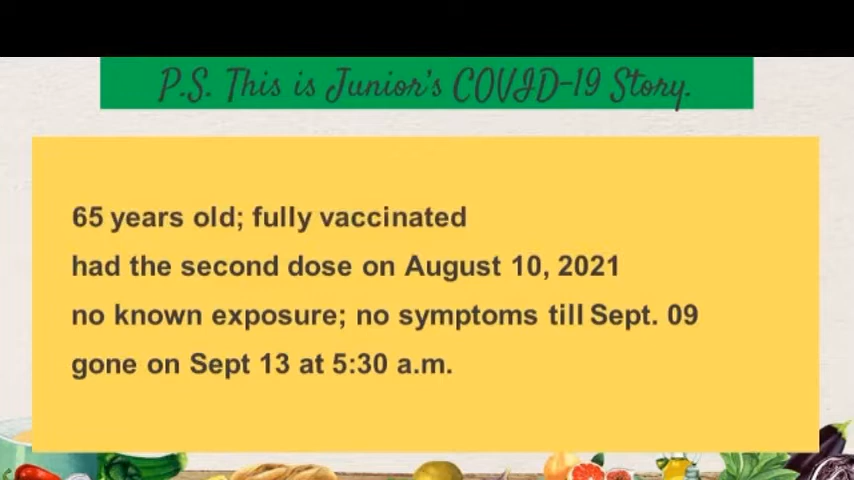 P.S. This is Junior's COVID-19 Story.
65 years old; fully vaccinated
had the second dose on August 10, 2021
no known exposure; no symptoms till Sept. 09
gone on Sept 13 at 5:30 a.m.